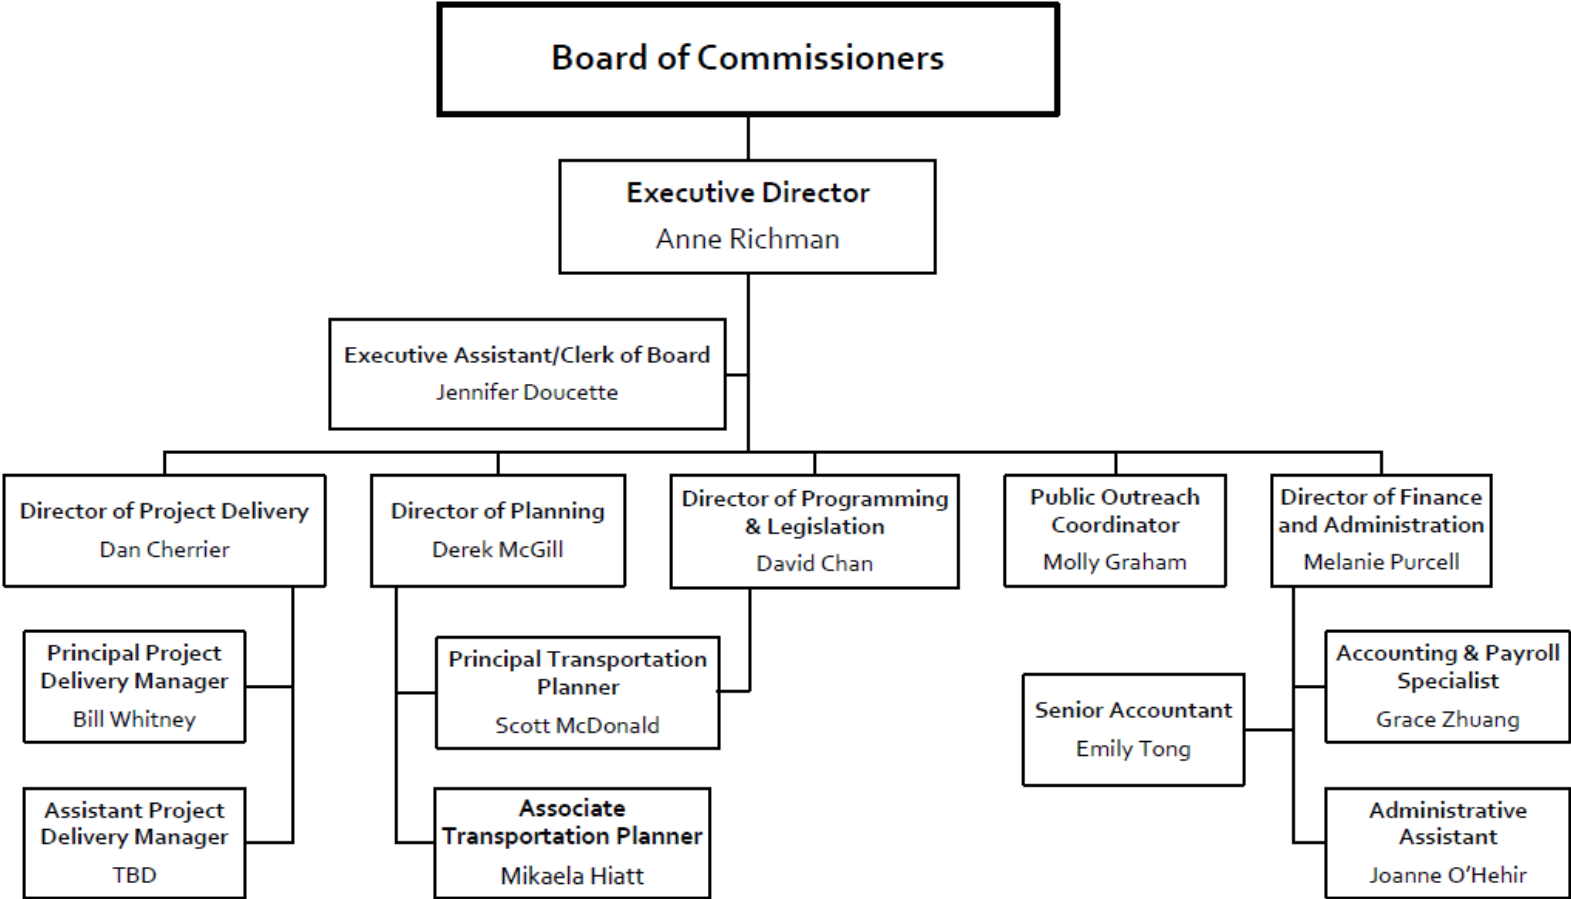 Board of Commissioners
Executive Director
Anne Richman
Executive Assistant/Clerk of Board
Jennifer Doucette
Director of Project Delivery
Dan Cherrier
Director of Planning
Derek McGill
Director of Programming
& Legislation
David Chan
Public Outreach
Coordinator
Molly Graham
Director of Finance
and Administration
Melanie Purcell
Principal Project
Delivery Manager
Bill Whitney
Principal Transportation
Planner
Scott McDonald
Senior Accountant
Emily Tong
Accounting & Payroll
Specialist
Grace Zhuang
Assistant Project
Delivery Manager
TBD
Associate
Transportation Planner
Mikaela Hiatt
Administrative
Assistant
Joanne O’Hehir